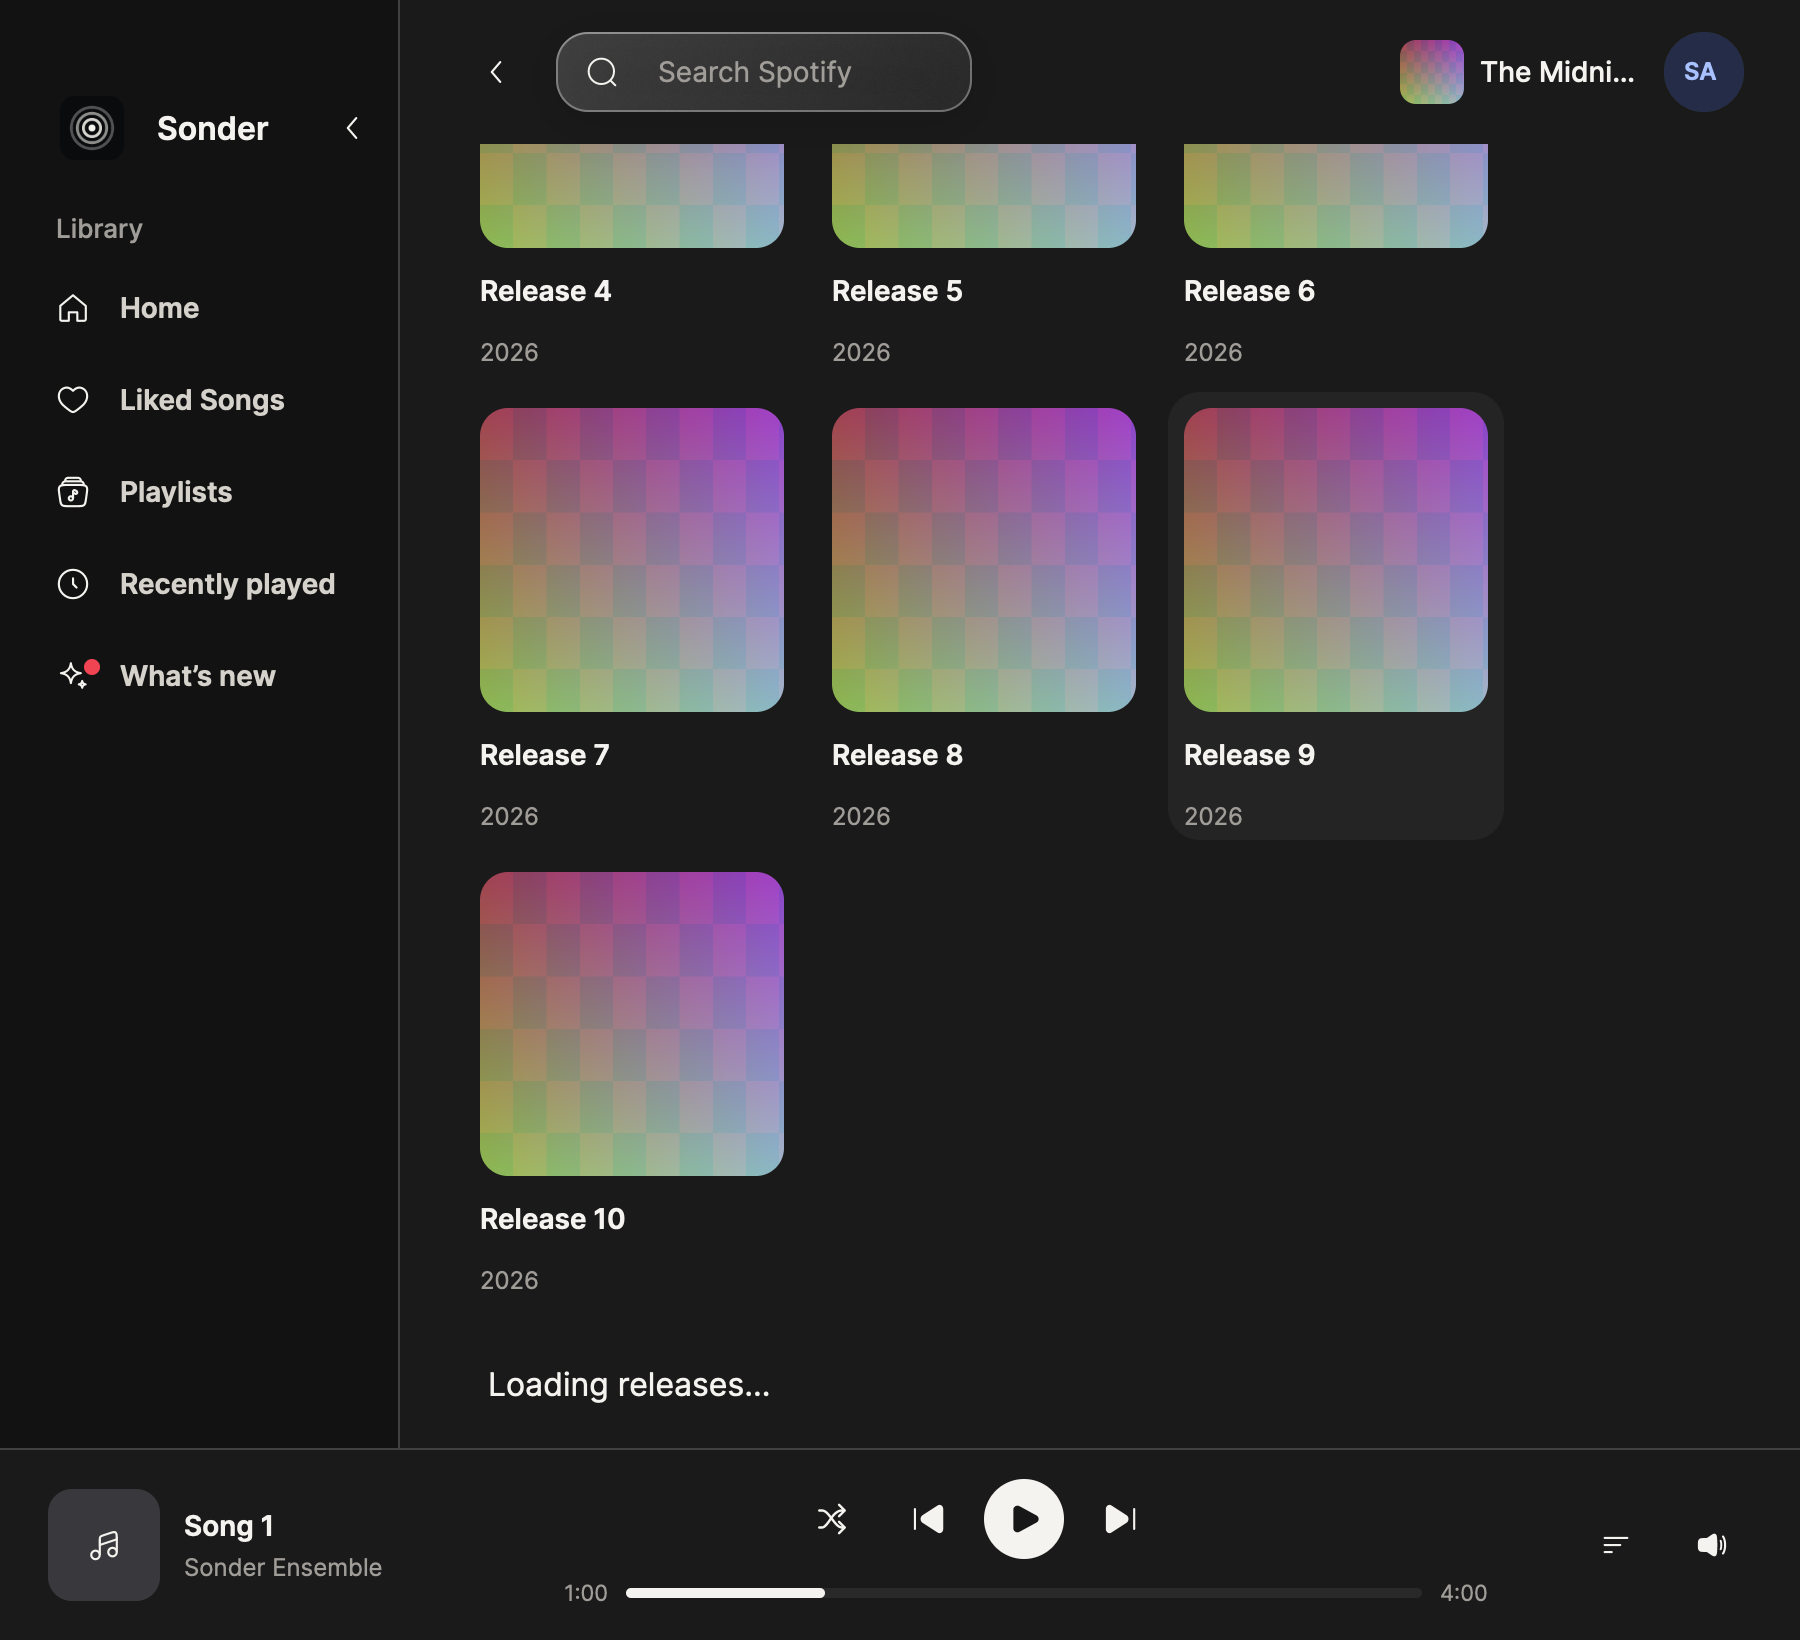 Sonder
Library
Home
Liked Songs
Playlists
Recently played
What’s new
Search Spotify
The Midni...
SA
Release 4
2026
Release 5
2026
Release 6
2026
Release 7
2026
Release 8
2026
Release 9
2026
Release 10
2026
Loading releases...
Song 1
Sonder Ensemble
1:00
4:00